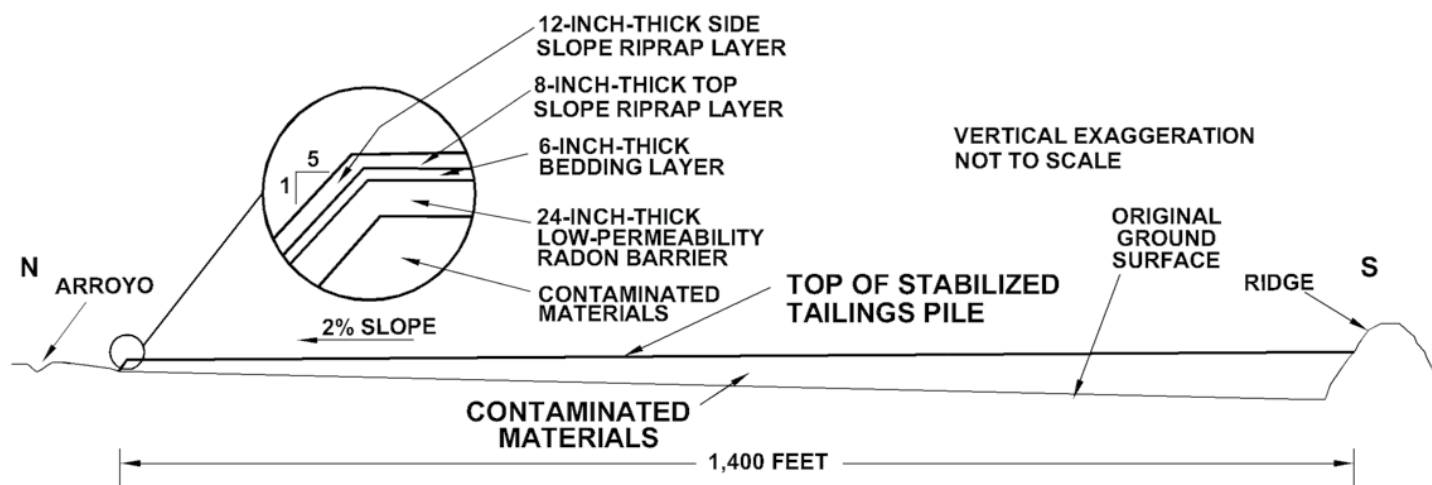 12-INCH-THICK SIDE
SLOPE RIPRAP LAYER
8-INCH-THICK TOP
SLOPE RIPRAP LAYER
6-INCH-THICK
BEDDING LAYER
VERTICAL EXAGGERATION
NOT TO SCALE
5
1
24-INCH-THICK
LOW-PERMEABILITY
RADON BARRIER
ORIGINAL
GROUND
SURFACE
N
ARROYO
CONTAMINATED
MATERIALS
TOP OF STABILIZED
TAILINGS PILE
RIDGE
S
2% SLOPE
CONTAMINATED
MATERIALS
1,400 FEET